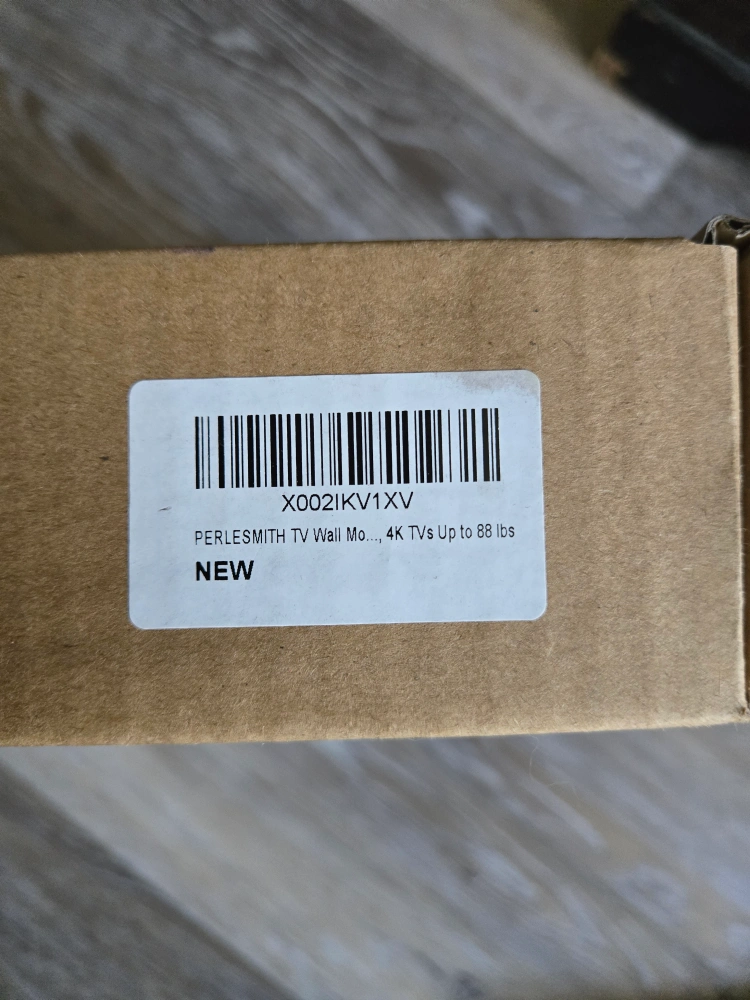 X002IKV1XV
PERLESMITH TV Wall Mo..., 4K TVs Up to 88 lbs
NEW